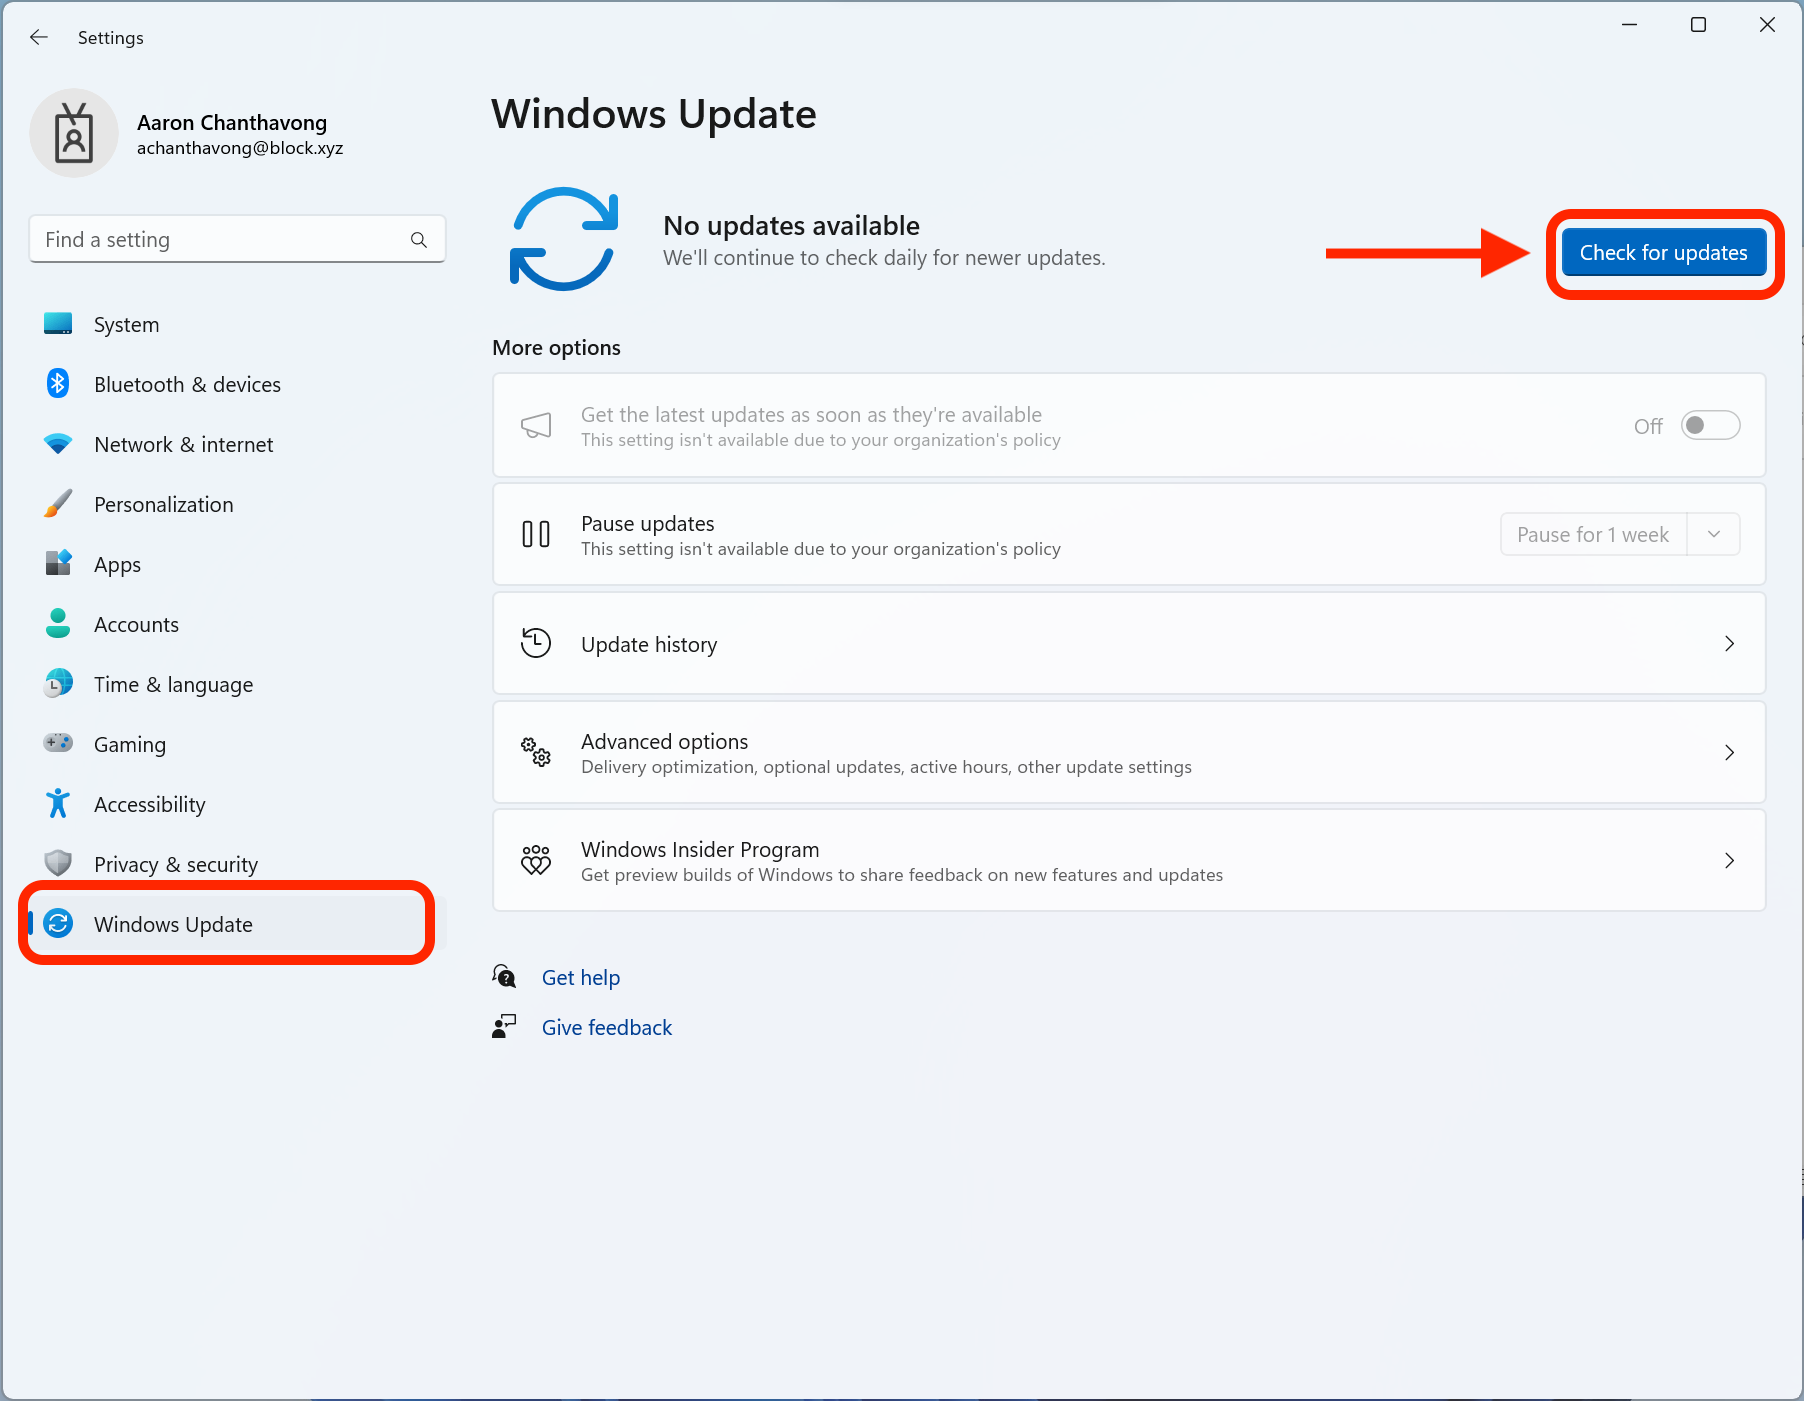 Settings
Aaron Chanthavong
achanthavong@block.xyz
Find a setting
System
Bluetooth & devices
Network & internet
Personalization
Apps
Accounts
Time & language
Gaming
Accessibility
Privacy & security
Windows Update
Windows Update
No updates available
We'll continue to check daily for newer updates.
Check for updates
More options
Get the latest updates as soon as they're available
This setting isn't available due to your organization's policy
Off
Pause updates
This setting isn't available due to your organization's policy
Pause for 1 week
Update history
Advanced options
Delivery optimization, optional updates, active hours, other update settings
Windows Insider Program
Get preview builds of Windows to share feedback on new features and updates
Get help
Give feedback